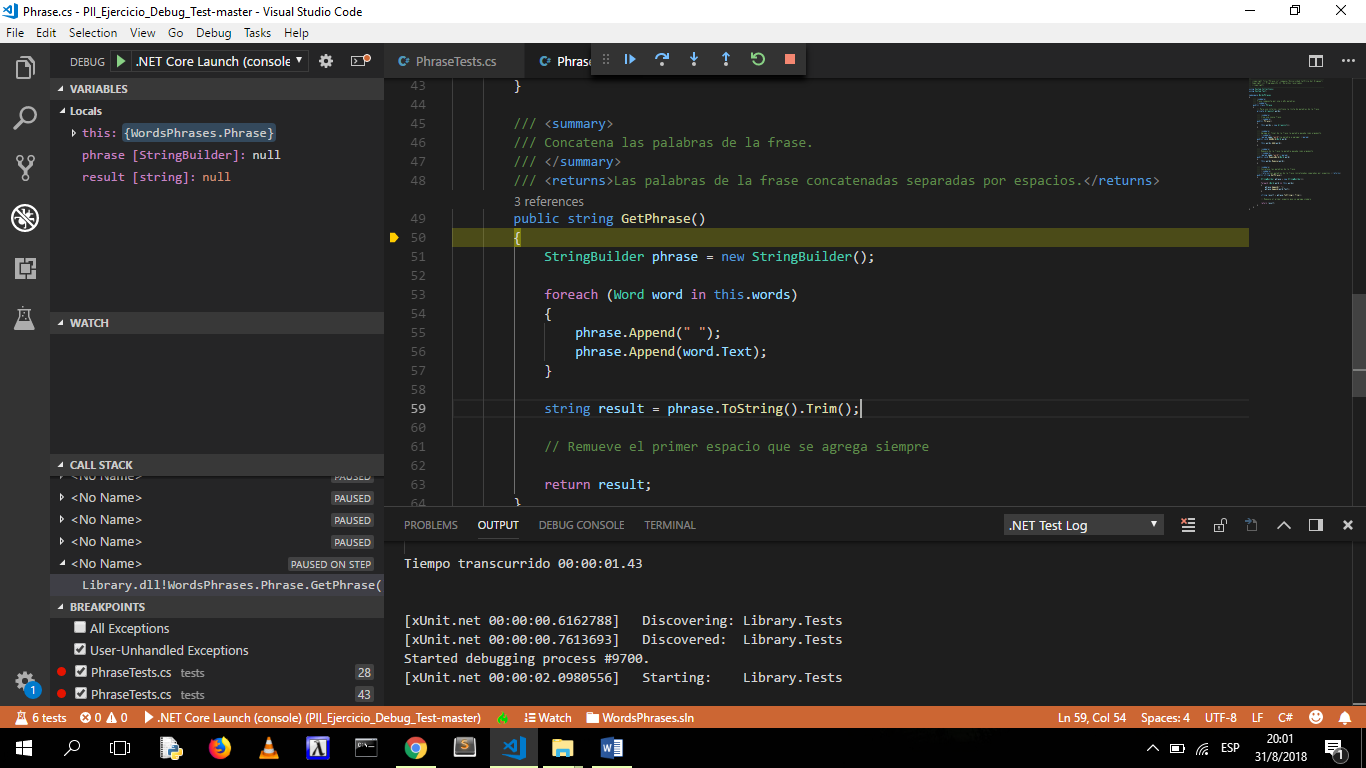 Phrase.cs - PII_Ejercicio_Debug_Test-master - Visual Studio Code
File Edit Selection View Go Debug Tasks Help
DEBUG .NET Core Launch (console
VARIABLES
Locals
this: {WordsPhrases.Phrase}
phrase [StringBuilder]: null
result [string]: null
WATCH
CALL STACK
<No Name> PAUSED
<No Name> PAUSED
<No Name> PAUSED
<No Name> PAUSED
<No Name> PAUSED ON STEP
Library.dll!WordsPhrases.Phrase.GetPhrase(
BREAKPOINTS
All Exceptions
User-Unhandled Exceptions
PhraseTests.cs tests 28
PhraseTests.cs tests 43
PhraseTests.cs
Phrase
43 }
44
45 /// <summary>
46 /// Concatena las palabras de la frase.
47 /// </summary>
48 /// <returns>Las palabras de la frase concatenadas separadas por espacios.</returns>
3 references
49 public string GetPhrase()
50 {
51 StringBuilder phrase = new StringBuilder();
52
53 foreach (Word word in this.words)
54 {
55 phrase.Append(" ");
56 phrase.Append(word.Text);
57 }
58
59 string result = phrase.ToString().Trim();
60
61 // Remueve el primer espacio que se agrega siempre
62
63 return result;
64 }
PROBLEMS OUTPUT DEBUG CONSOLE TERMINAL .NET Test Log
Tiempo transcurrido 00:00:01.43
[xUnit.net 00:00:00.6162788] Discovering: Library.Tests
[xUnit.net 00:00:00.7613693] Discovered: Library.Tests
Started debugging process #9700.
[xUnit.net 00:00:02.0980556] Starting: Library.Tests
1
6 tests 0 0 .NET Core Launch (console) (PII_Ejercicio_Debug_Test-master) Watch WordsPhrases.sln Ln 59, Col 54 Spaces: 4 UTF-8 LF C#
ESP
20:01
31/8/2018
1